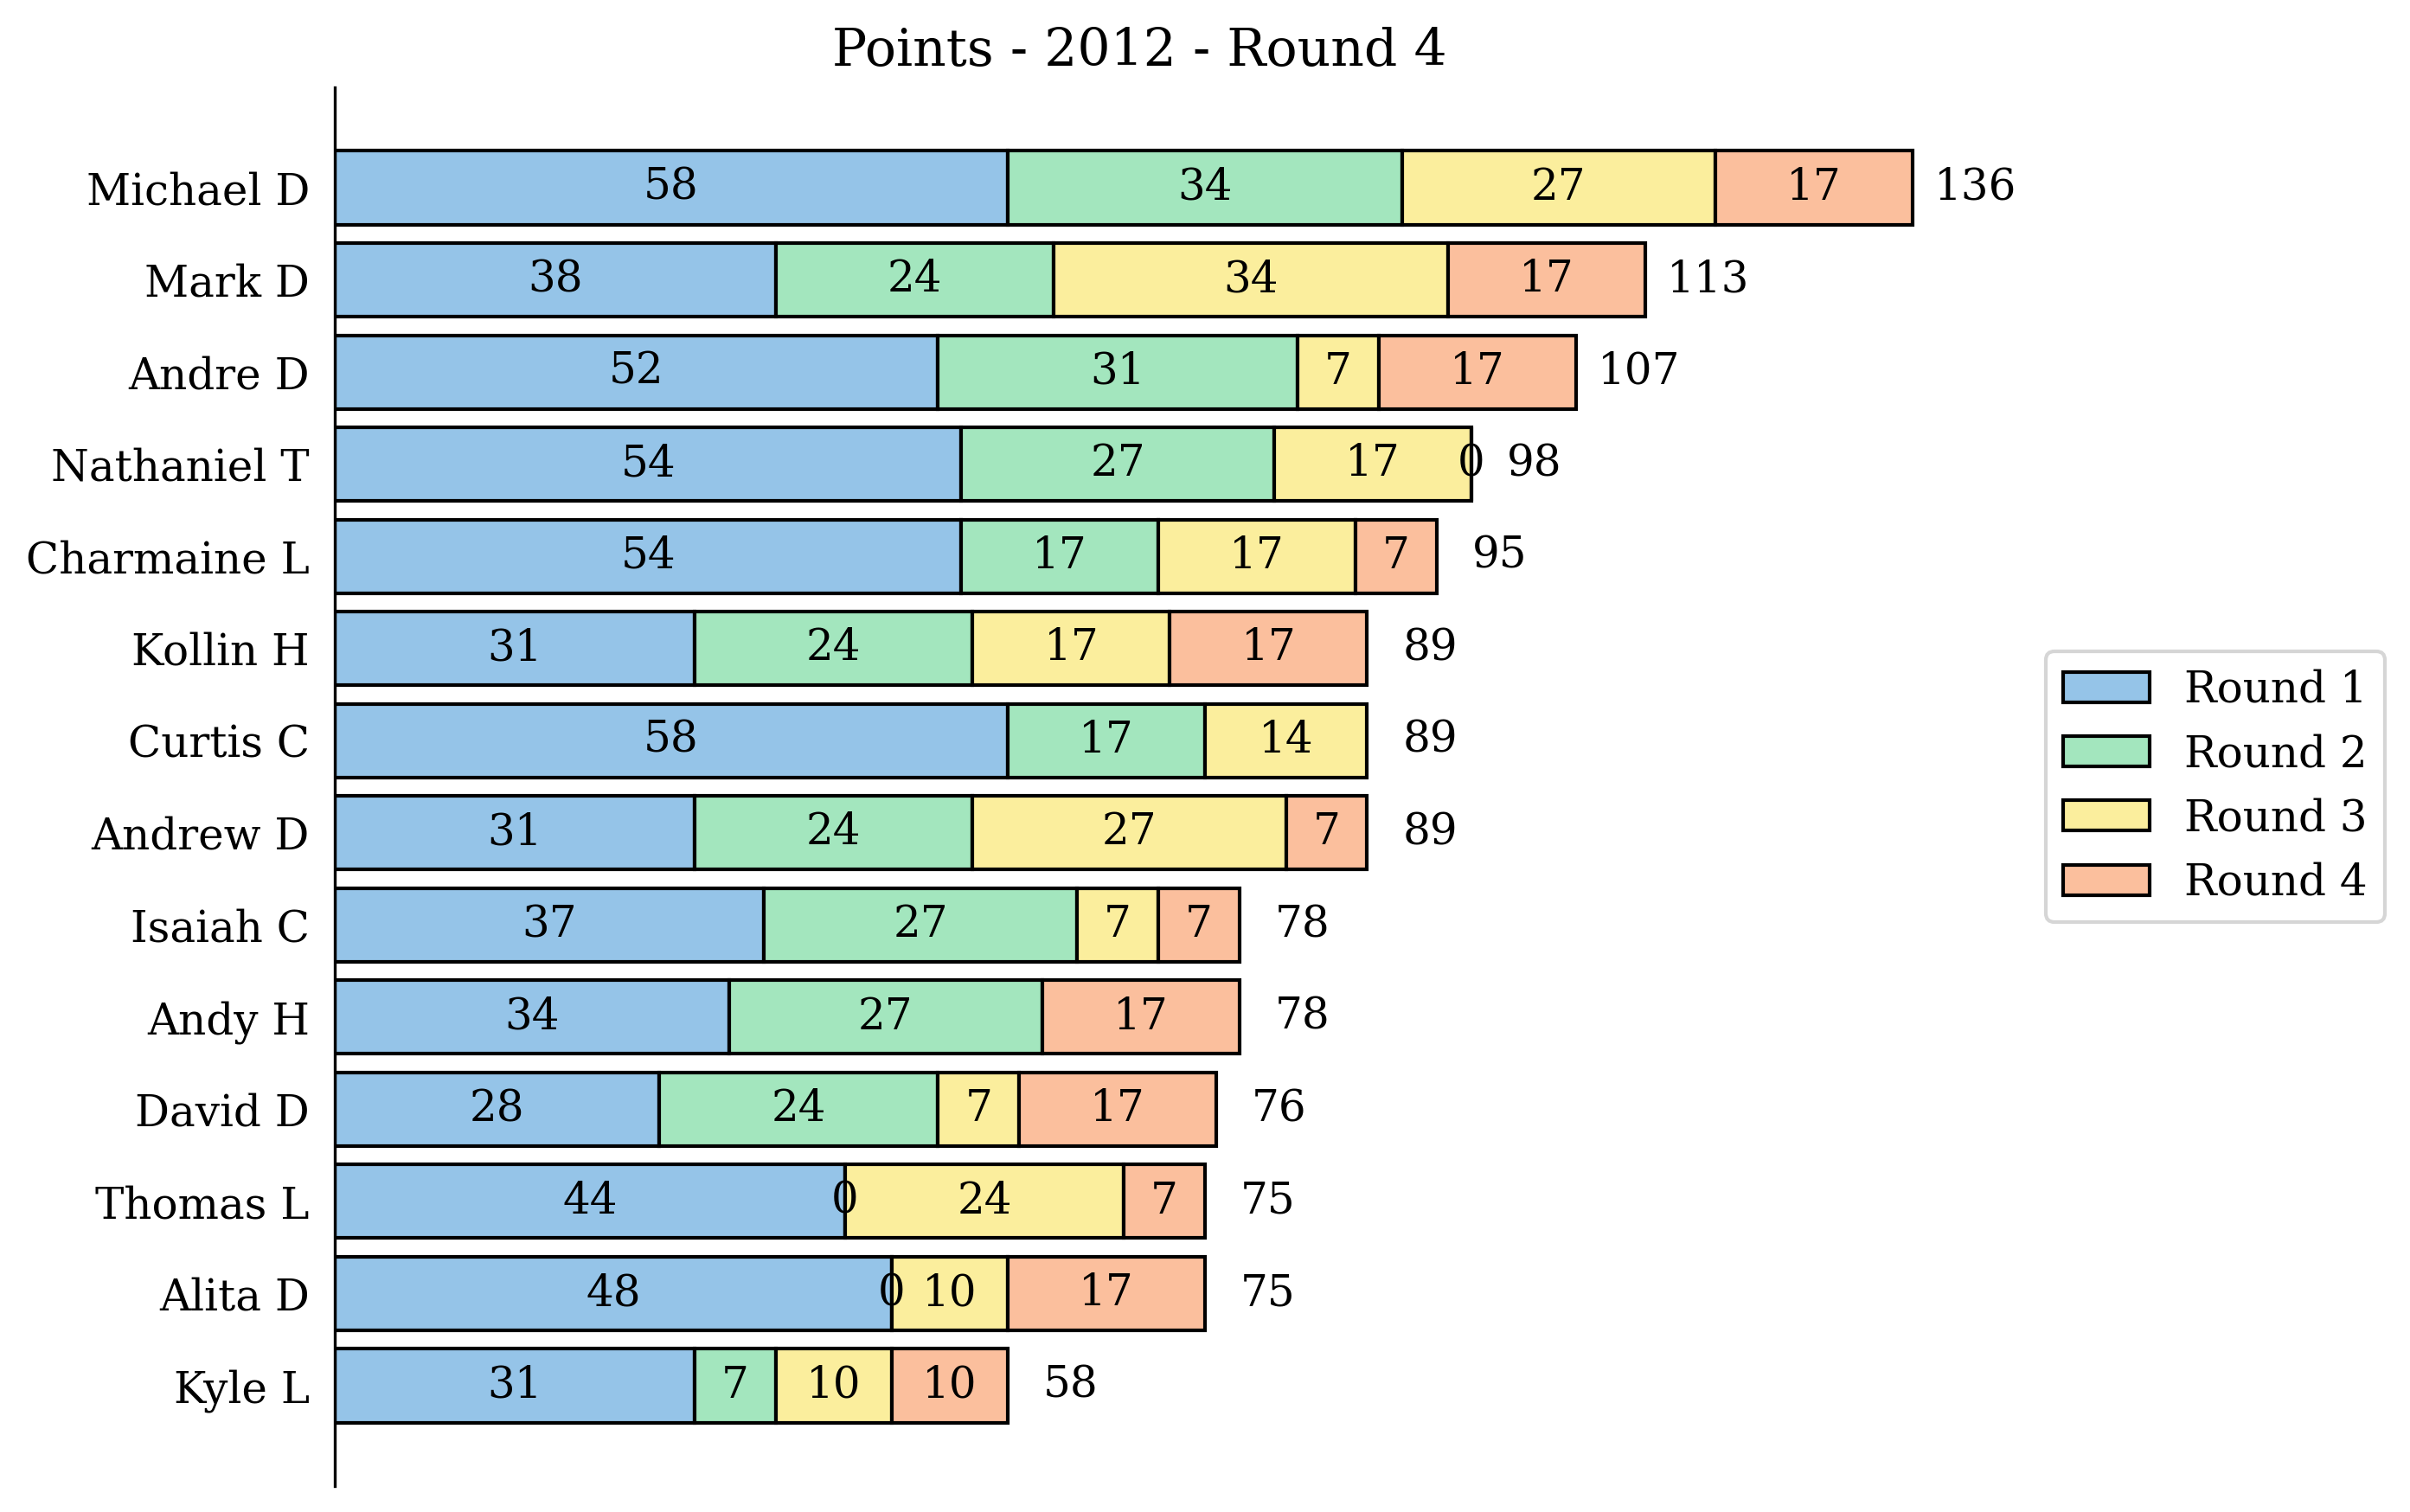 Points - 2012 - Round 4
Michael D 58 34 27 17 136
Mark D 38 24 34 17 113
Andre D 52 31 7 17 107
Nathaniel T 54 27 17 0 98
Charmaine L 54 17 17 7 95
Kollin H 31 24 17 17 89
Curtis C 58 17 14 89
Andrew D 31 24 27 7 89
Isaiah C 37 27 7 7 78
Andy H 34 27 17 78
David D 28 24 7 17 76
Thomas L 44 0 24 7 75
Alita D 48 0 10 17 75
Kyle L 31 7 10 10 58
Round 1
Round 2
Round 3
Round 4